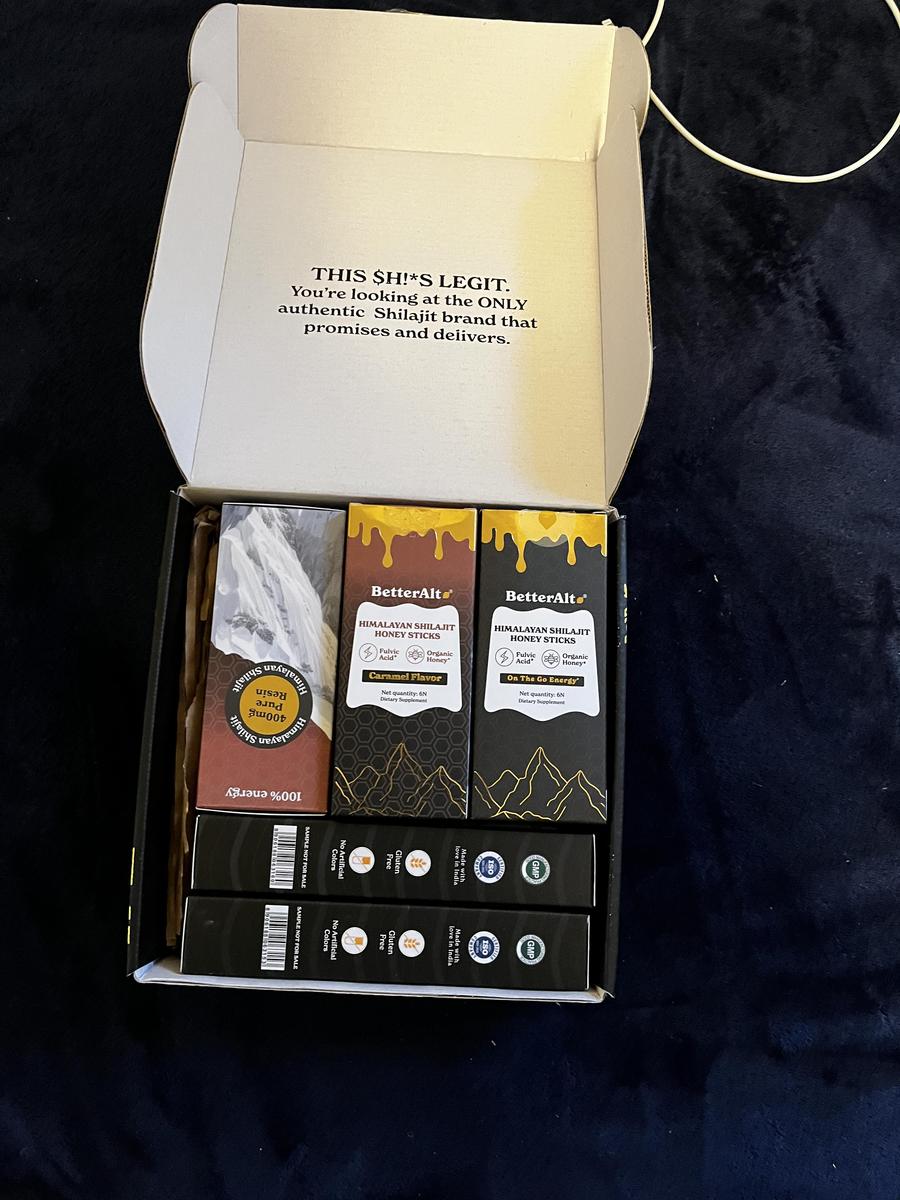 THIS $H!*S LEGIT.
You're looking at the ONLY
authentic Shilajit brand that
promises and deiivers.
Himalayan Shilajit
400mg
Pure
Resin
Himalayan Shilajit
100% energy
BetterAlt
HIMALAYAN SHILAJIT
HONEY STICKS
Fulvic
Acid*
Organic
Honey*
Caramel Flavor
Net quantity: 6N
Dietary Supplement
BetterAlt
HIMALAYAN SHILAJIT
HONEY STICKS
Fulvic
Acid*
Organic
Honey*
On The Go Energy*
Net quantity: 6N
Dietary Supplement
SAMPLE NOT FOR SALE
No Artificial
Colors
Gluten
Free
Made with
love in India
ISO
GMP
SAMPLE NOT FOR SALE
No Artificial
Colors
Gluten
Free
Made with
love in India
ISO
GMP